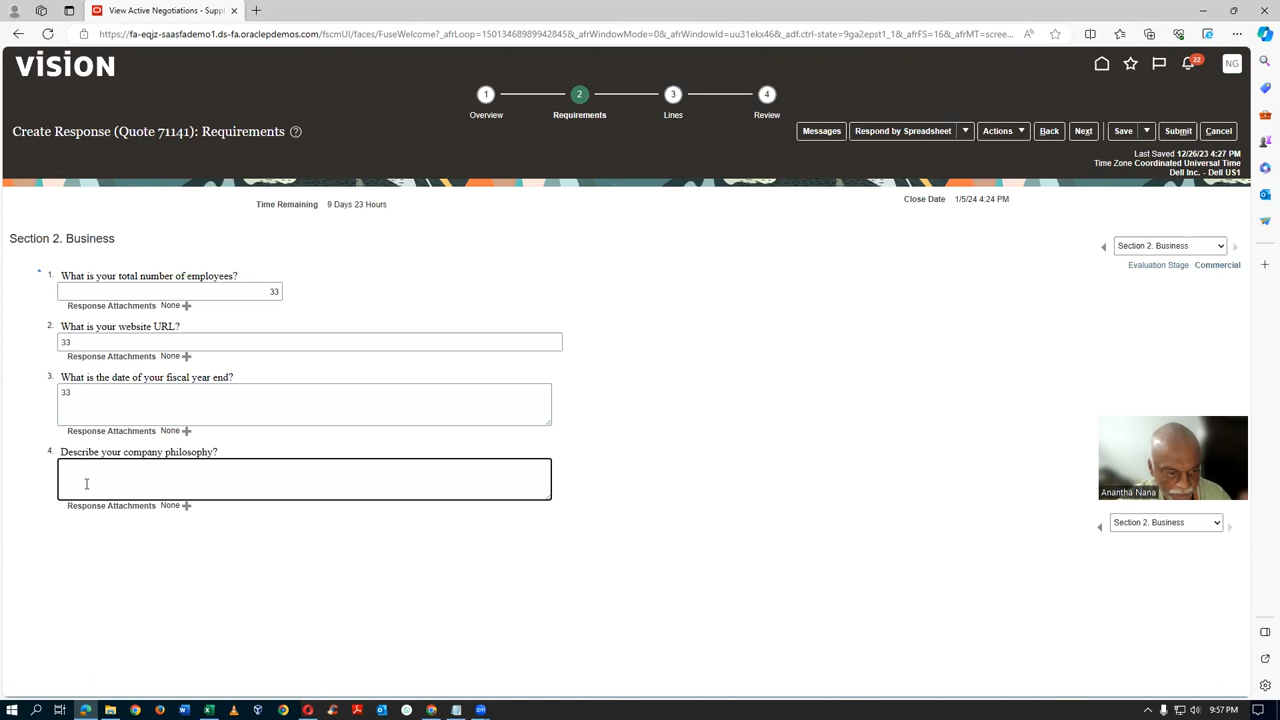 View Active Negotiations - Suppl
https://fa-eqjz-saasfademo1.ds-fa.oraclepdemos.com/fscmUI/faces/FuseWelcome?_afrLoop=15013468989942845&_afrWindowMode=0&_afrWindowId=uu31ekx46&_adf.ctrl-state=9ga2epst1_1&_afrFS=16&_afrMT=scree...
VISION
22
NG
1
2
3
4
Overview
Requirements
Lines
Review
Create Response (Quote 71141): Requirements
Messages
Respond by Spreadsheet
Actions
Back
Next
Save
Submit
Cancel
Last Saved 12/26/23 4:27 PM
Time Zone Coordinated Universal Time
Dell Inc. - Dell US1
Time Remaining 9 Days 23 Hours
Close Date 1/5/24 4:24 PM
Section 2. Business
Section 2. Business
Evaluation Stage Commercial
1. What is your total number of employees?
33
Response Attachments None
2. What is your website URL?
33
Response Attachments None
3. What is the date of your fiscal year end?
33
Response Attachments None
4. Describe your company philosophy?
Response Attachments None
Anantha Nana
Section 2. Business
9:57 PM